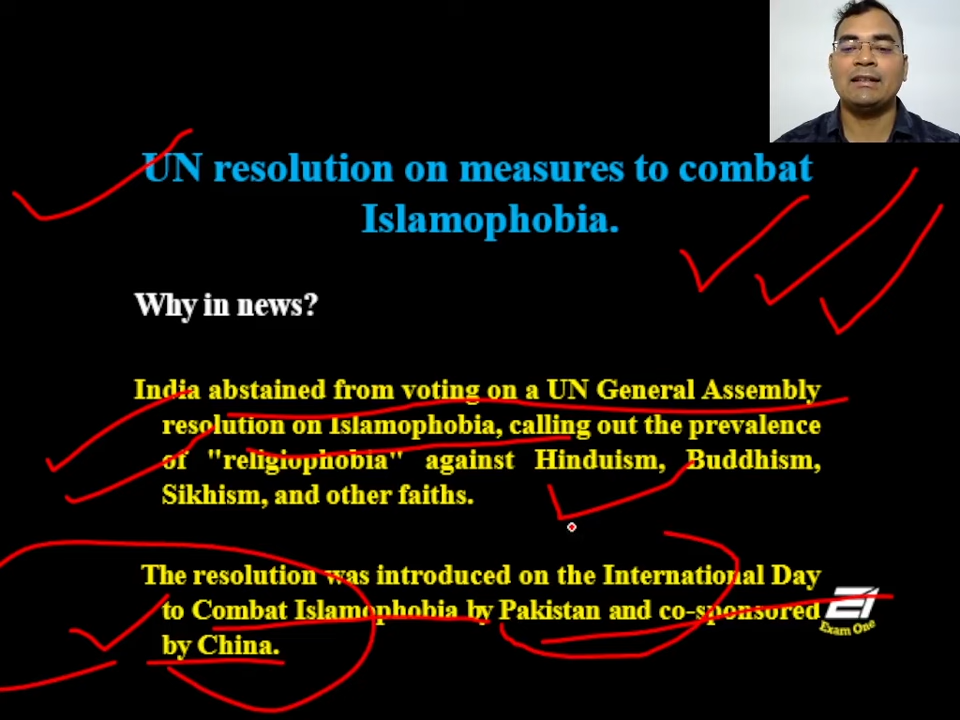 UN resolution on measures to combat
Islamophobia.
Why in news?
India abstained from voting on a UN General Assembly
resolution on Islamophobia, calling out the prevalence
of "religiophobia" against Hinduism, Buddhism,
Sikhism, and other faiths.
The resolution was introduced on the International Day
to Combat Islamophobia by Pakistan and co-sponsored
by China.
E1
Exam One